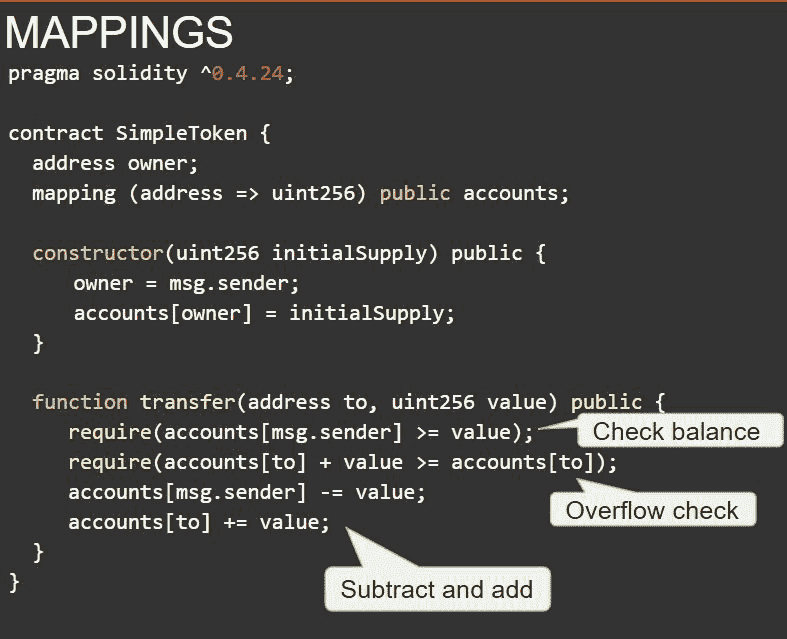 MAPPINGS
pragma solidity ^0.4.24;
contract SimpleToken {
address owner;
mapping (address => uint256) public accounts;
constructor(uint256 initialSupply) public {
owner = msg.sender;
accounts[owner] = initialSupply;
}
function transfer(address to, uint256 value) public {
require(accounts[msg.sender] >= value);
Check balance
require(accounts[to] + value >= accounts[to]);
accounts[msg.sender] -= value;
Overflow check
accounts[to] += value;
}
}
Subtract and add